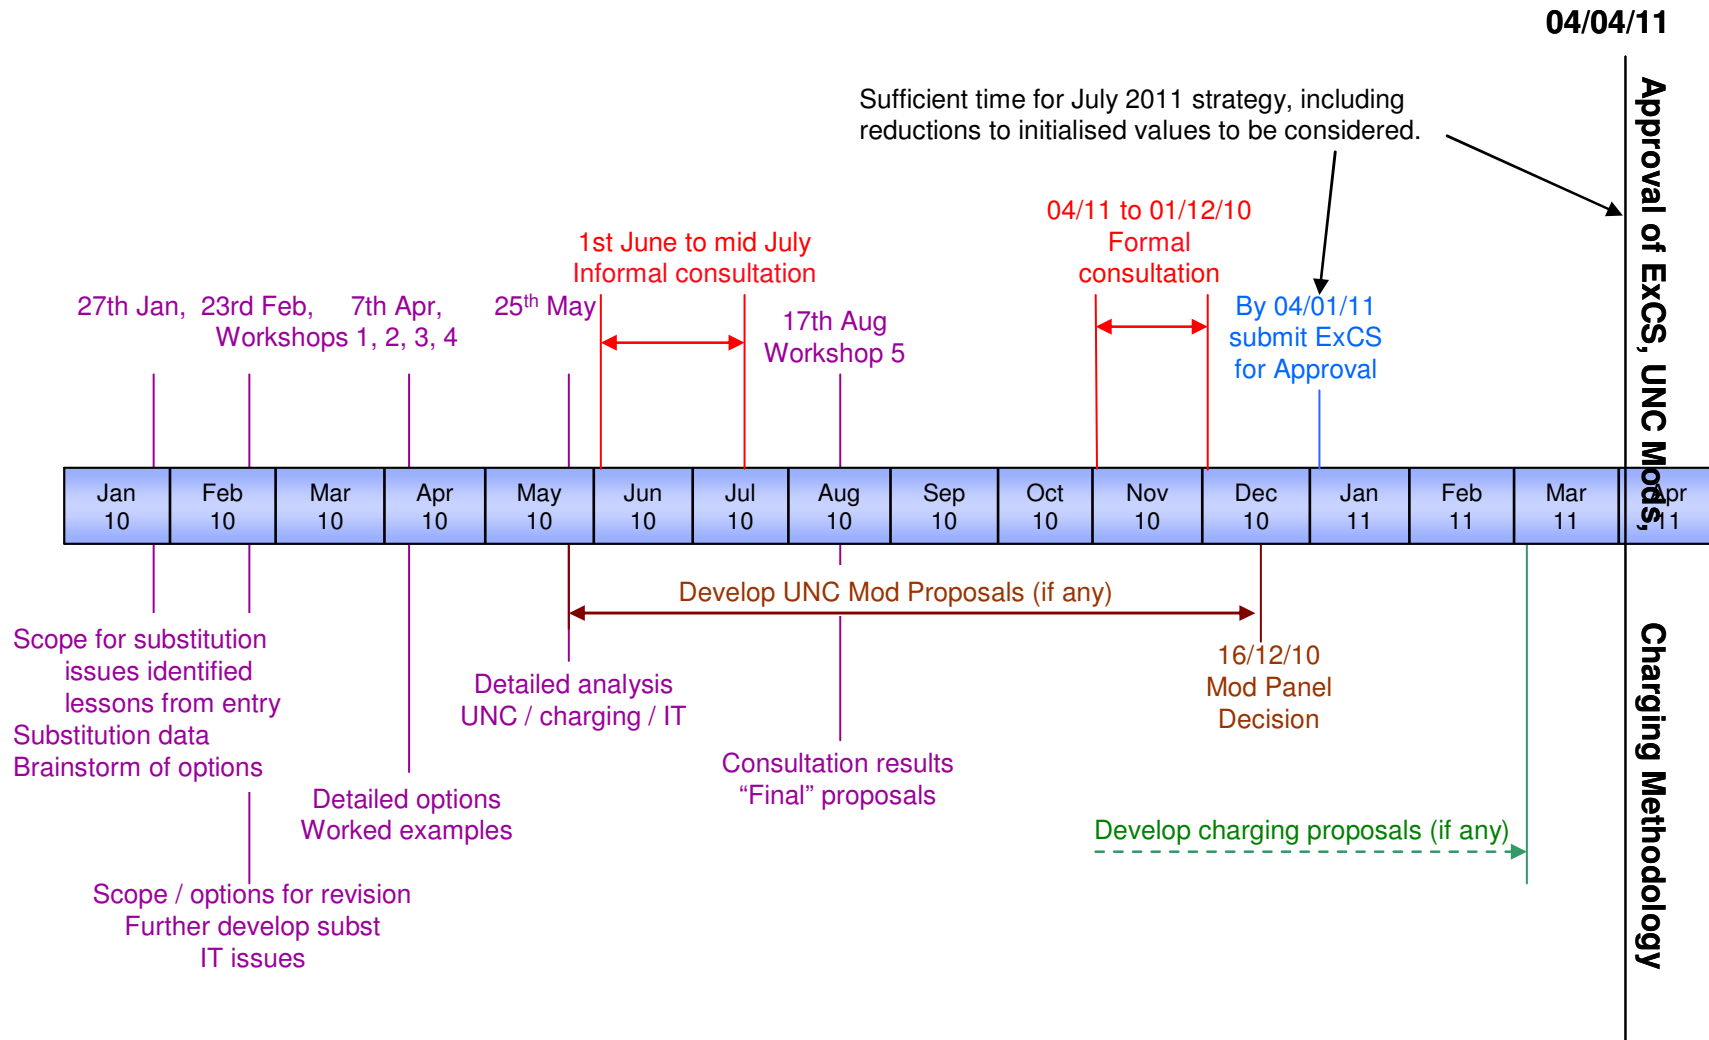 04/04/11
Sufficient time for July 2011 strategy, including
reductions to initialised values to be considered.
Approval of ExCS, UNC Mods,
Charging Methodology
27th Jan, 23rd Feb, 7th Apr, 25th May
Workshops 1, 2, 3, 4
1st June to mid July
Informal consultation
17th Aug
Workshop 5
04/11 to 01/12/10
Formal
consultation
By 04/01/11
submit ExCS
for Approval
Jan 10
Feb 10
Mar 10
Apr 10
May 10
Jun 10
Jul 10
Aug 10
Sep 10
Oct 10
Nov 10
Dec 10
Jan 11
Feb 11
Mar 11
Apr 11
Develop UNC Mod Proposals (if any)
Scope for substitution
issues identified
lessons from entry
Substitution data
Brainstorm of options
Scope / options for revision
Further develop subst
IT issues
Detailed options
Worked examples
Detailed analysis
UNC / charging / IT
Consultation results
“Final” proposals
16/12/10
Mod Panel
Decision
Develop charging proposals (if any)